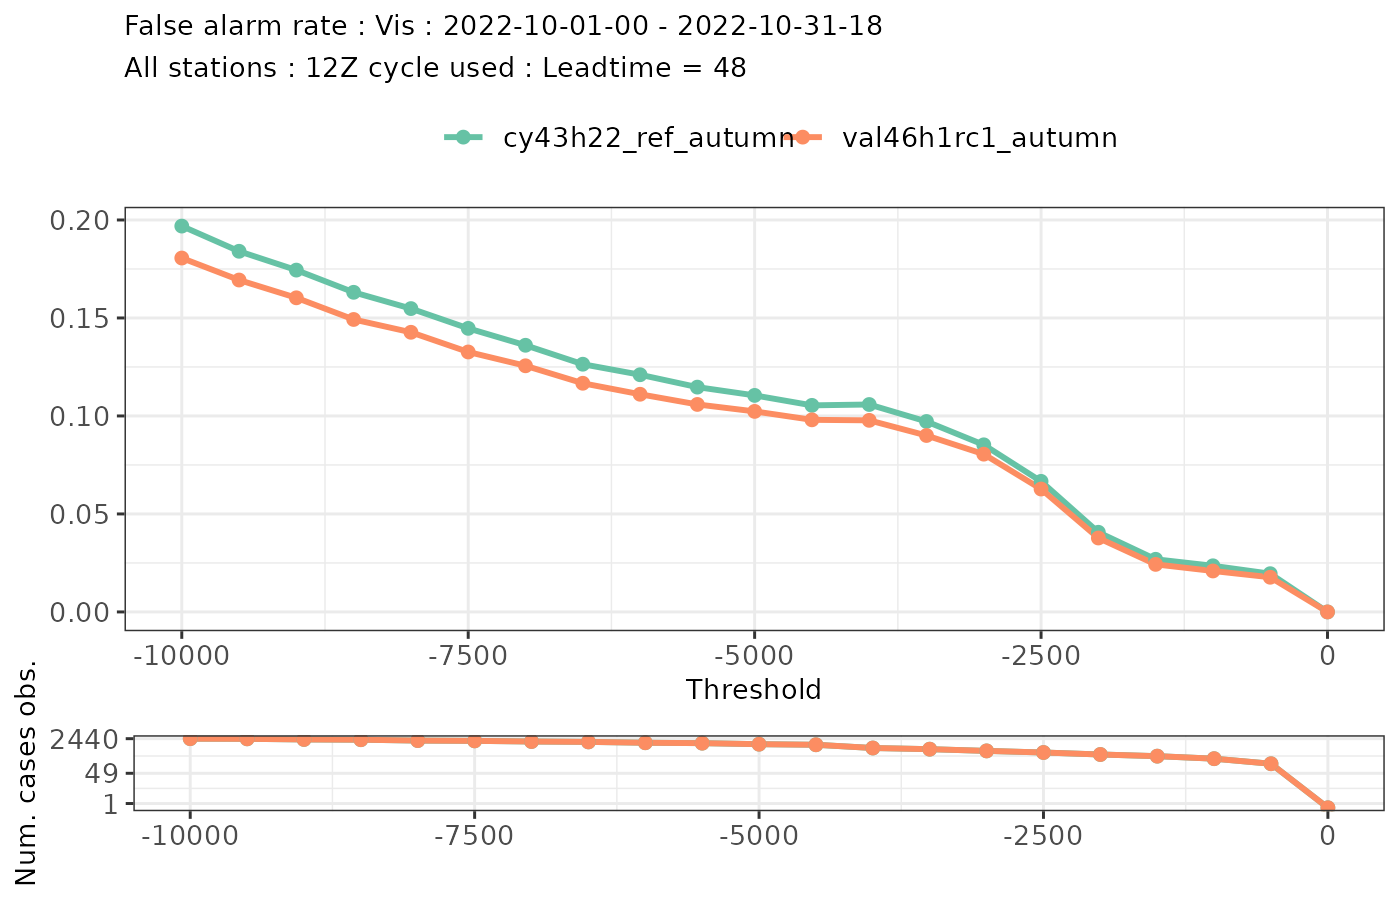 False alarm rate : Vis : 2022-10-01-00 - 2022-10-31-18
All stations : 12Z cycle used : Leadtime = 48
cy43h22_ref_autumn val46h1rc1_autumn
0.20
0.15
0.10
0.05
0.00
-10000 -7500 -5000 -2500 0
Threshold
Num. cases obs.
2440
49
1
-10000 -7500 -5000 -2500 0